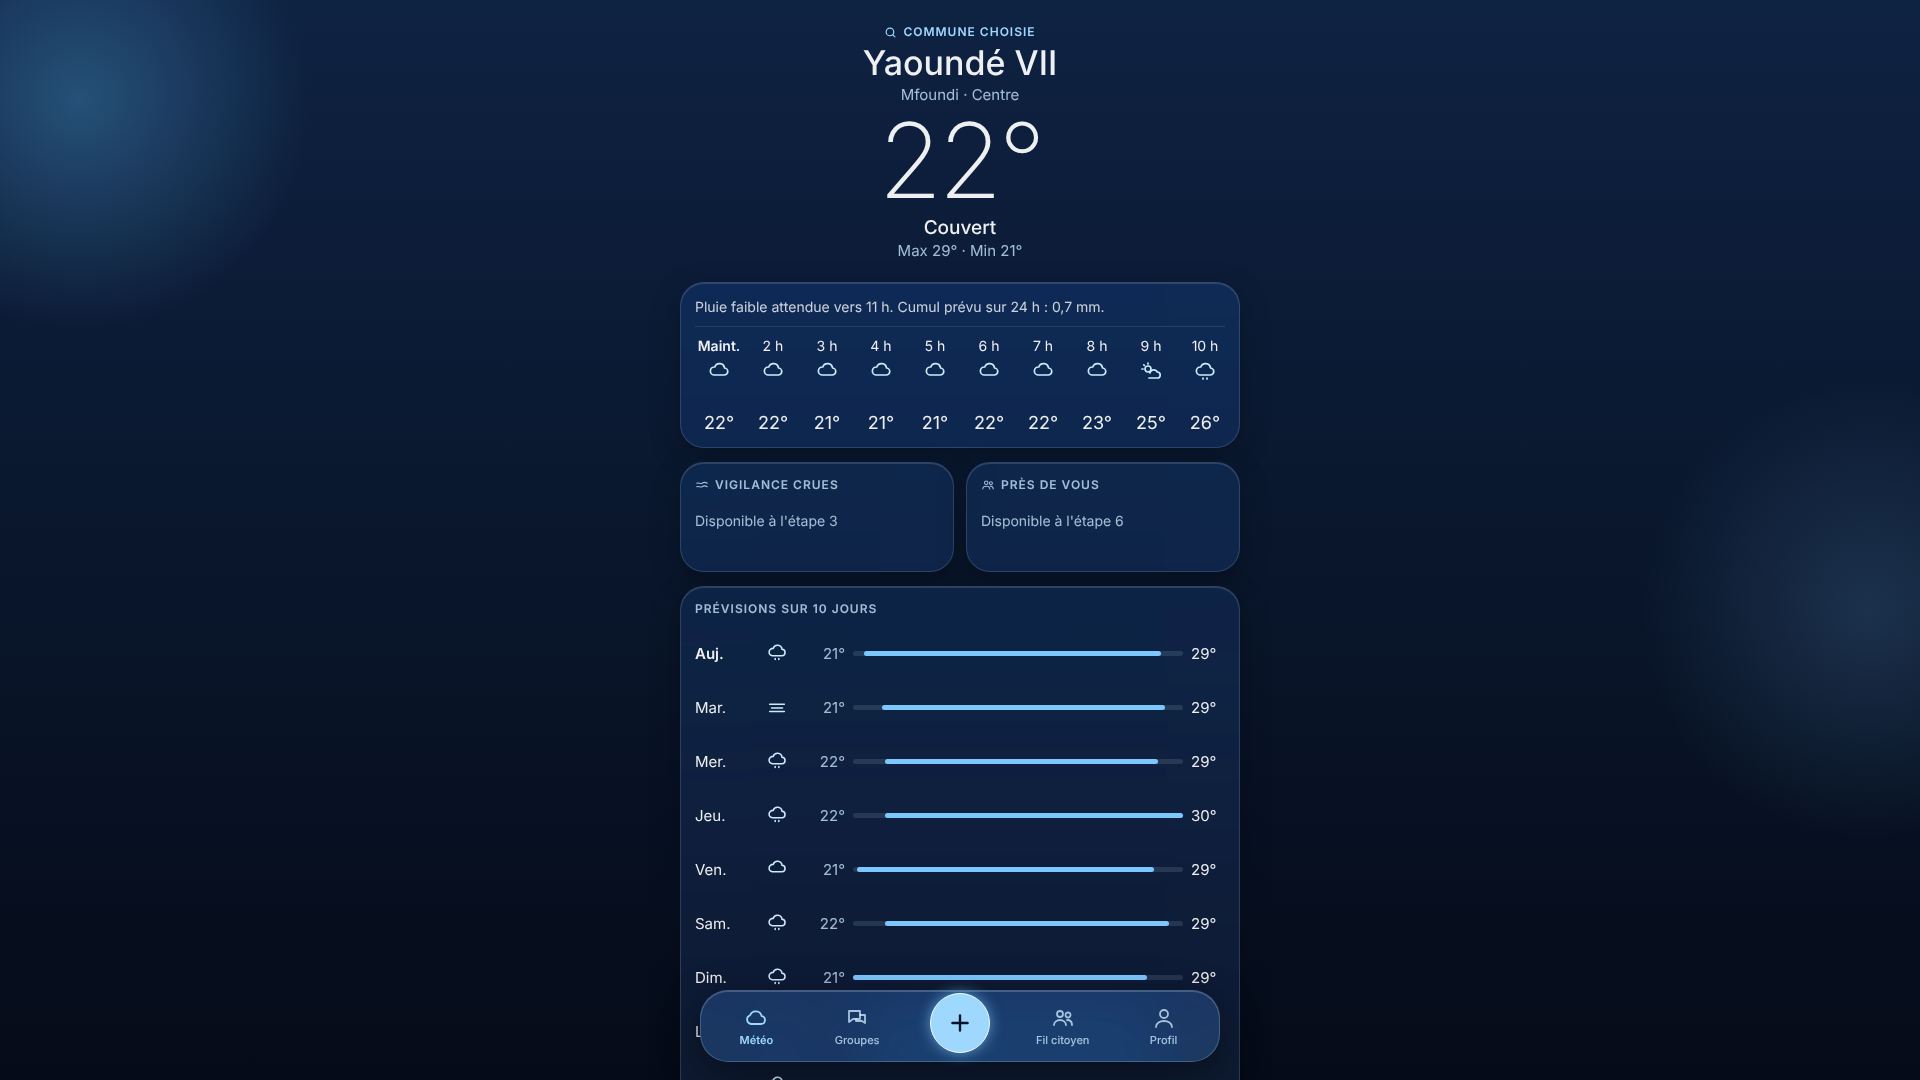 COMMUNE CHOISIE
Yaoundé VII
Mfoundi · Centre
22°
Couvert
Max 29° · Min 21°
Pluie faible attendue vers 11 h. Cumul prévu sur 24 h : 0,7 mm.
Maint. 2 h 3 h 4 h 5 h 6 h 7 h 8 h 9 h 10 h
22° 22° 21° 21° 21° 22° 22° 23° 25° 26°
VIGILANCE CRUES
Disponible à l'étape 3
PRÈS DE VOUS
Disponible à l'étape 6
PRÉVISIONS SUR 10 JOURS
Auj. 21° 29°
Mar. 21° 29°
Mer. 22° 29°
Jeu. 22° 30°
Ven. 21° 29°
Sam. 22° 29°
Dim. 21° 29°
Météo Groupes + Fil citoyen Profil